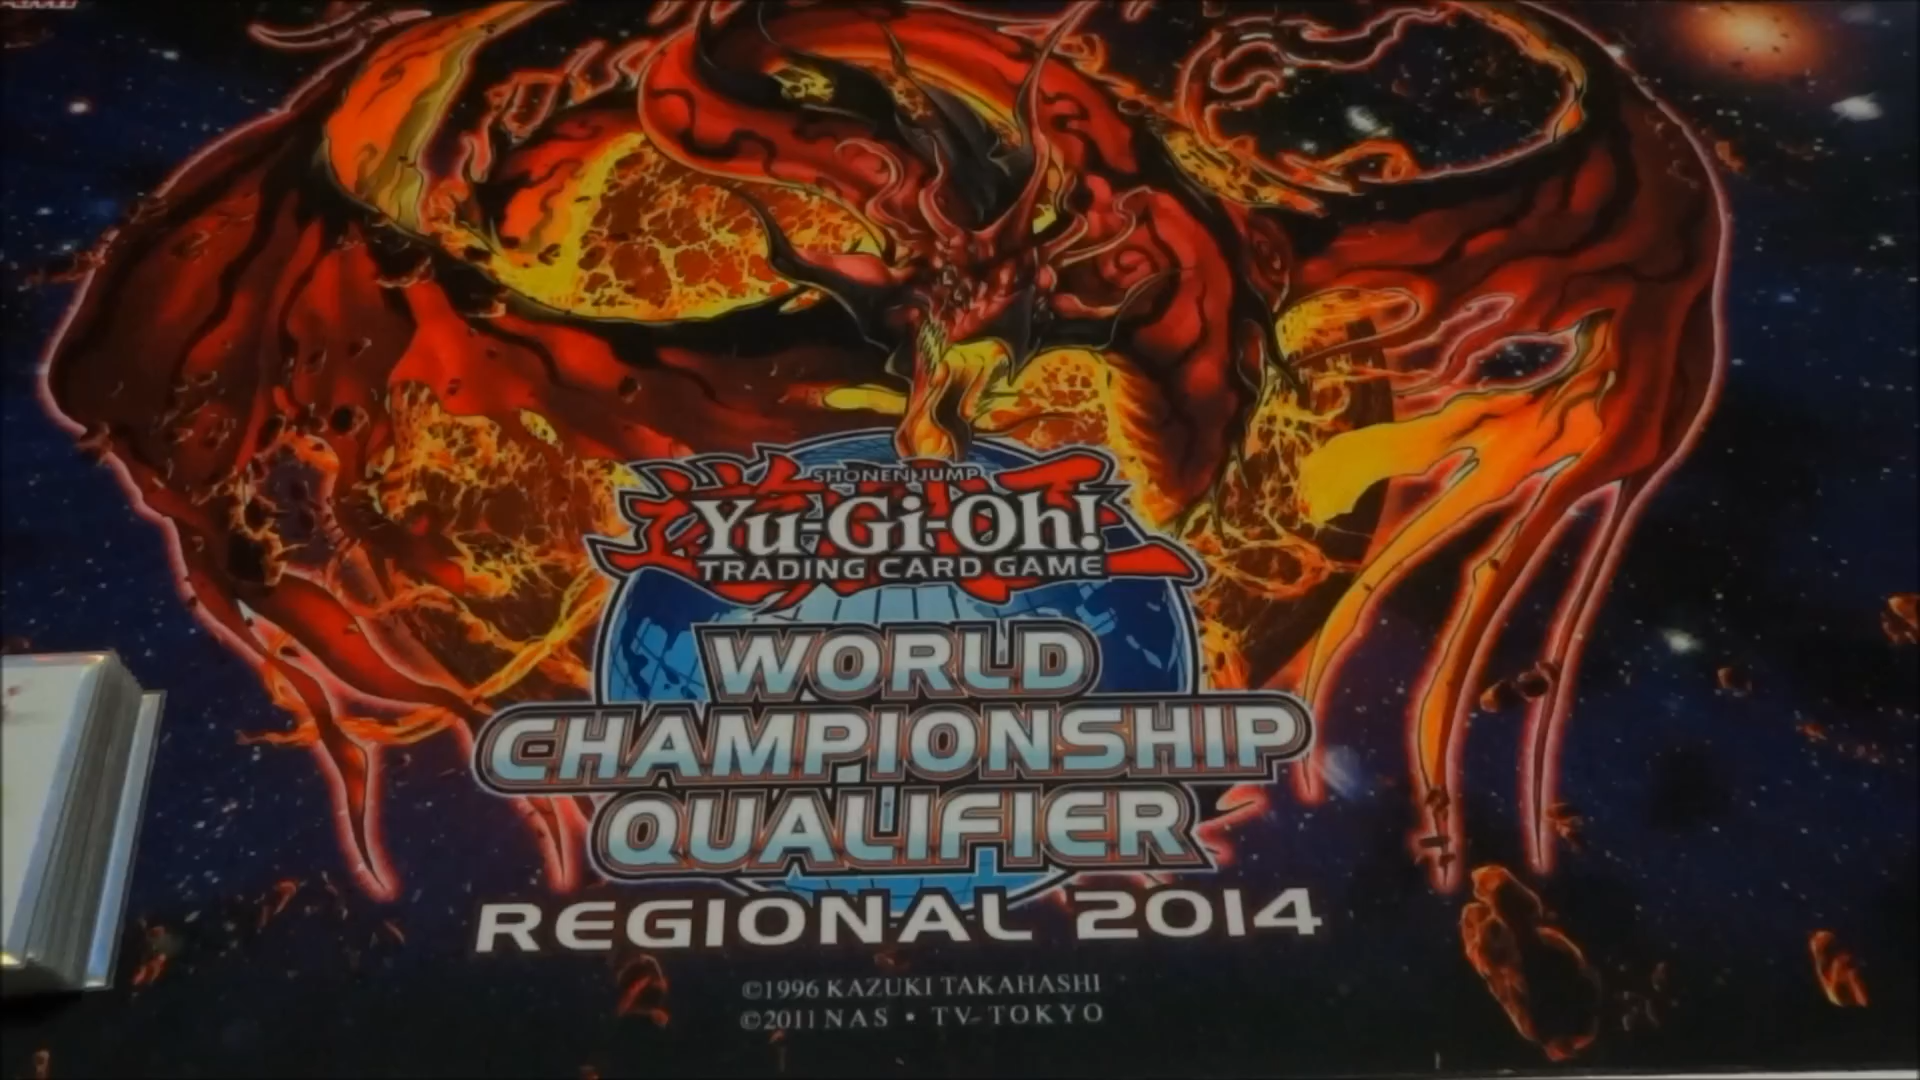 SHONEN JUMP
Yu-Gi-Oh!
TRADING CARD GAME
WORLD
CHAMPIONSHIP
QUALIFIER
REGIONAL 2014
©1996 KAZUKI TAKAHASHI
©2011 NAS • TV-TOKYO